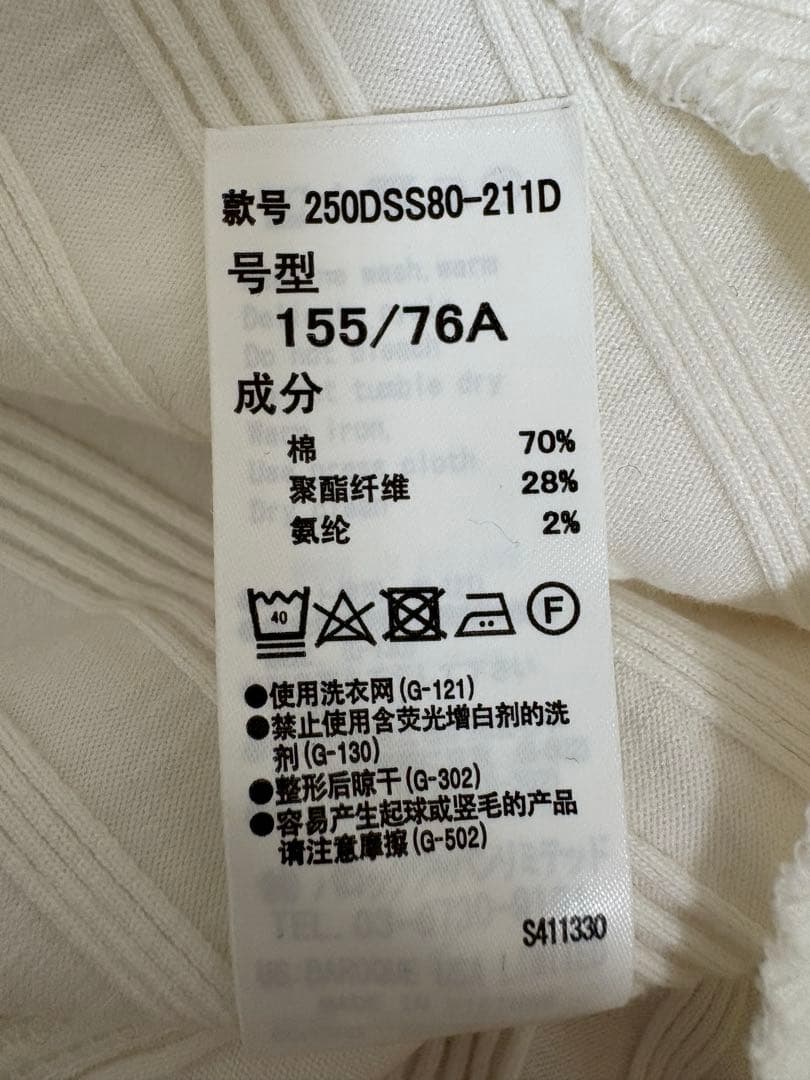 款号 250DSS80-211D
号型
155/76A
成分
棉 70%
聚酯纤维 28%
氨纶 2%
40
F
●使用洗衣网(G-121)
●禁止使用含荧光增白剂的洗
剂(G-130)
●整形后晾干(G-302)
●容易产生起球或竖毛的产品
请注意摩擦(G-502)
S411330